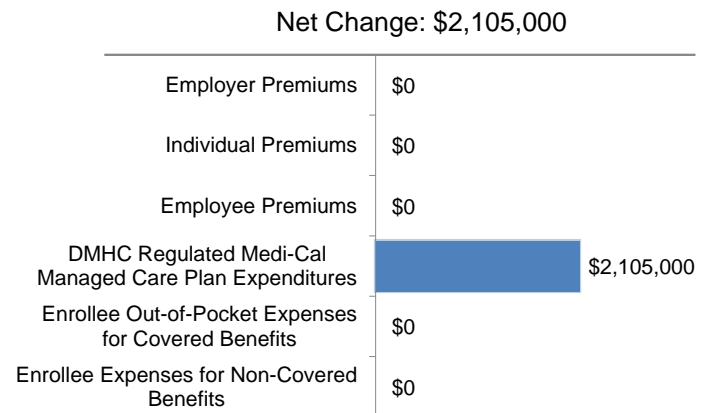 Net Change: $2,105,000
Employer Premiums $0
Individual Premiums $0
Employee Premiums $0
DMHC Regulated Medi-Cal
Managed Care Plan Expenditures
$2,105,000
Enrollee Out-of-Pocket Expenses
for Covered Benefits
$0
Enrollee Expenses for Non-Covered
Benefits
$0